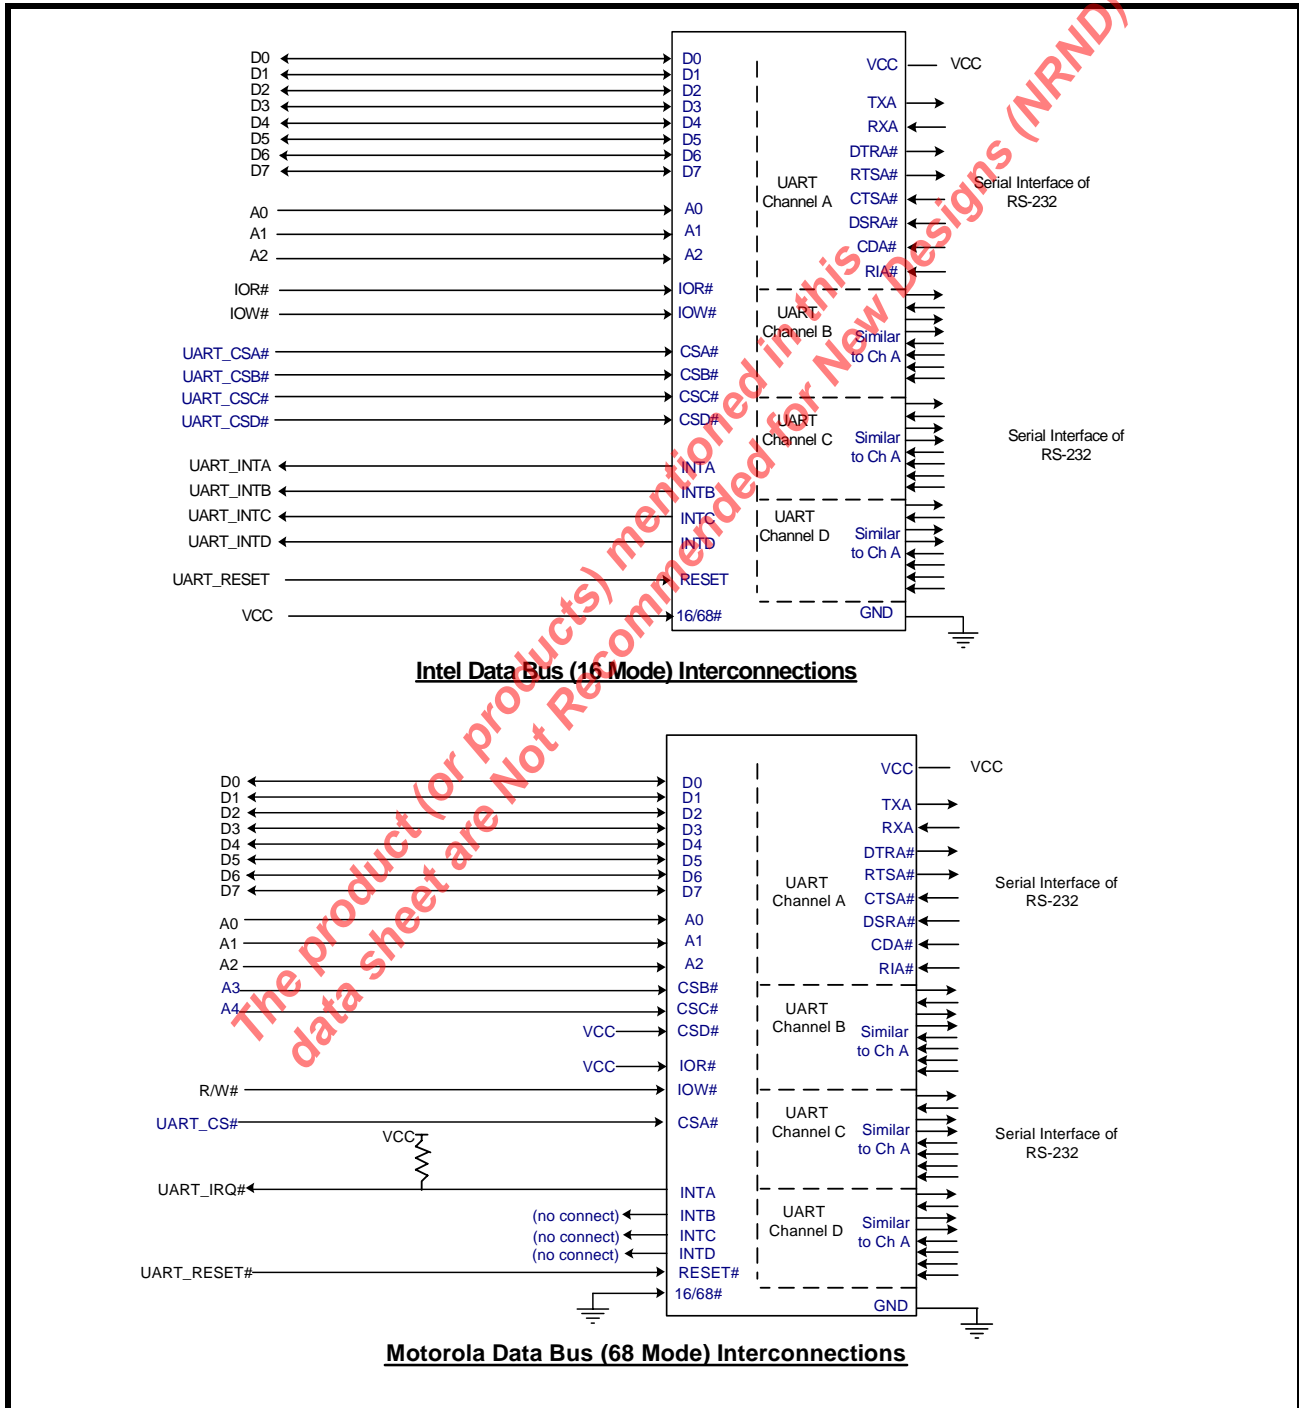 D0 D0 VCC VCC
D1 D1
D2 D2
D3 D3 TXA
D4 D4 RXA
D5 D5
D6 D6 DTRA#
D7 D7 RTSA#
UART
Channel A
Serial Interface of
RS-232
A0 A0 CTSA#
A1 A1 DSRA#
A2 A2 CDA#
RIA#
IOR# IOR#
IOW# IOW#
UART
Channel B
Similar
to Ch A
UART_CSA# CSA#
UART_CSB# CSB#
UART_CSC# CSC#
UART_CSD# CSD#
UART
Channel C
Similar
to Ch A
Serial Interface of
RS-232
UART_INTA INTA
UART_INTB INTB
UART_INTC INTC
UART_INTD INTD
UART
Channel D
Similar
to Ch A
UART_RESET RESET
VCC 16/68# GND
Intel Data Bus (16 Mode) Interconnections
D0 D0 VCC VCC
D1 D1
D2 D2 TXA
D3 D3 RXA
D4 D4
D5 D5 DTRA#
D6 D6 RTSA#
D7 D7 CTSA#
UART
Channel A
Serial Interface of
RS-232
A0 A0 DSRA#
A1 A1 CDA#
A2 A2 RIA#
A3 CSB#
A4 CSC#
VCC CSD#
UART
Channel B
Similar
to Ch A
VCC IOR#
R/W# IOW#
UART_CS# CSA#
UART
Channel C
Similar
to Ch A
Serial Interface of
RS-232
VCC
UART_IRQ# INTA
(no connect) INTB
(no connect) INTC
(no connect) INTD
UART
Channel D
Similar
to Ch A
UART_RESET# RESET#
16/68# GND
Motorola Data Bus (68 Mode) Interconnections
The product (or products) mentioned in this
data sheet are Not Recommended for New Designs (NRND)